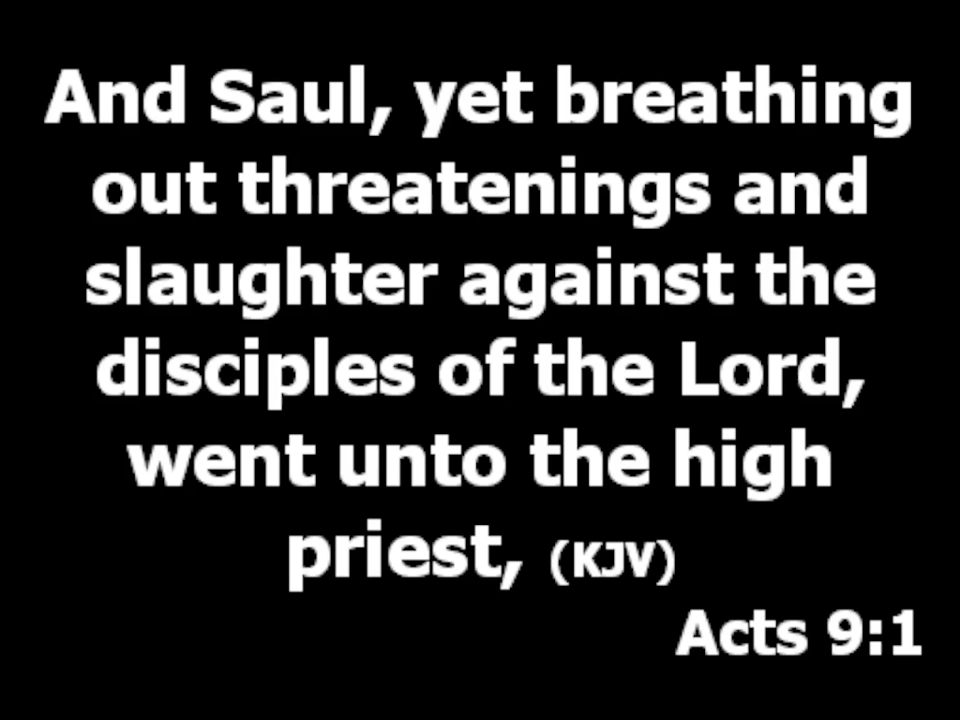 And Saul, yet breathing
out threatenings and
slaughter against the
disciples of the Lord,
went unto the high
priest, (KJV)
Acts 9:1